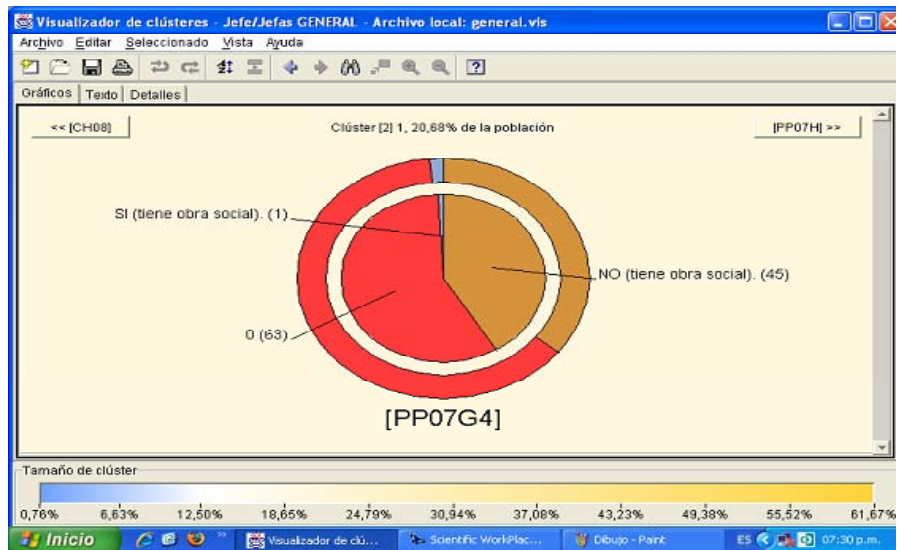 Visualizador de clústeres - Jefe/Jefas GENERAL - Archivo local: general.vis
Archivo Editar Seleccionado Vista Ayuda
Gráficos Texto Detalles
<< [CH08] Clúster [2] 1, 20,68% de la población [PP07H] >>
SI (tiene obra social). (1)
NO (tiene obra social). (45)
0 (63)
[PP07G4]
Tamaño de clúster
0,76% 6,63% 12,50% 18,65% 24,79% 30,94% 37,08% 43,23% 49,38% 55,52% 61,67%
Inicio Visualizador de clú... Scientific WorkPlac... Dibujo - Paint ES 07:30 p.m.